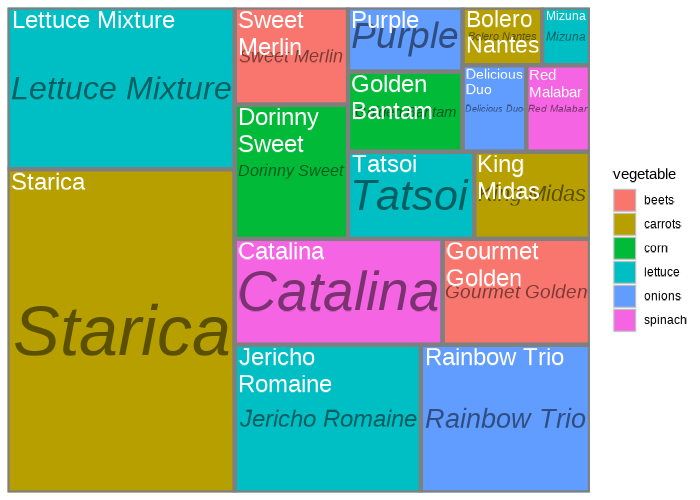 Lettuce Mixture
Lettuce Mixture
Starica
Starica
Sweet
Merlin
Sweet Merlin
Dorinny
Sweet
Dorinny Sweet
Purple
Purple
Golden
Bantam
Golden Bantam
Bolero
Nantes
Bolero Nantes
Mizuna
Mizuna
Delicious
Duo
Delicious Duo
Red
Malabar
Red Malabar
Tatsoi
Tatsoi
King
Midas
King Midas
Catalina
Catalina
Gourmet
Golden
Gourmet Golden
Jericho
Romaine
Jericho Romaine
Rainbow Trio
Rainbow Trio
vegetable
beets
carrots
corn
lettuce
onions
spinach